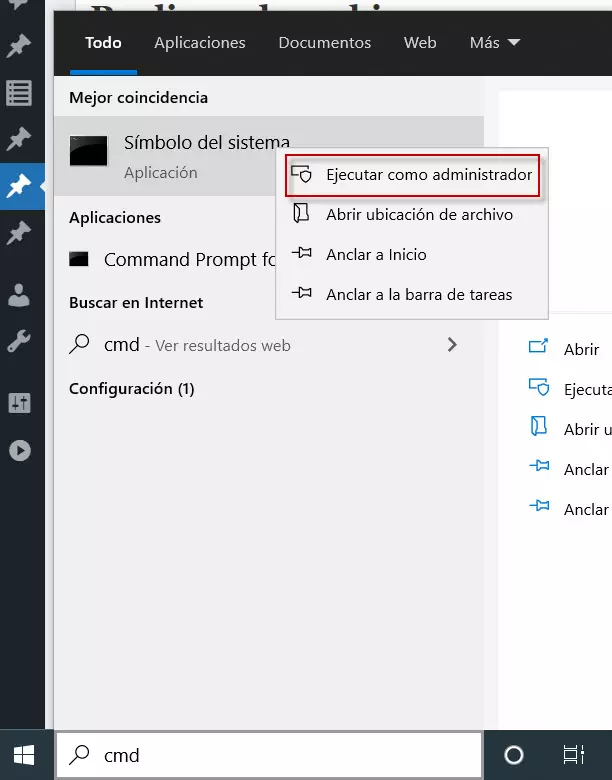 Todo Aplicaciones Documentos Web Más
Mejor coincidencia
Símbolo del sistema
Aplicación
Ejecutar como administrador
Abrir ubicación de archivo
Anclar a Inicio
Anclar a la barra de tareas
Aplicaciones
Command Prompt fo
Buscar en Internet
cmd - Ver resultados web
Configuración (1)
Abrir
Ejecuta
Abrir u
Anclar
Anclar
cmd